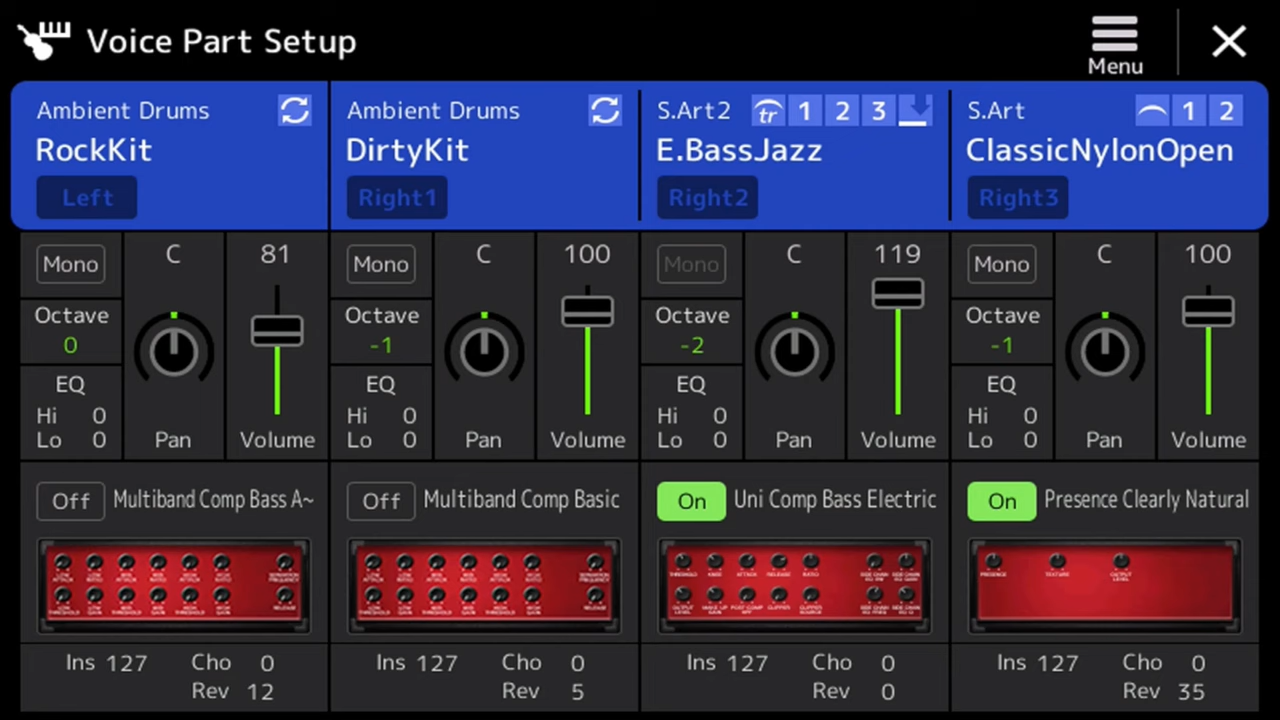 Voice Part Setup
Menu
Ambient Drums
RockKit
Left
Ambient Drums
DirtyKit
Right1
S.Art2 tr 1 2 3
E.BassJazz
Right2
S.Art 1 2
ClassicNylonOpen
Right3
Mono
C
81
Octave
0
EQ
Hi 0
Lo 0
Pan
Volume
Mono
C
100
Octave
-1
EQ
Hi 0
Lo 0
Pan
Volume
Mono
C
119
Octave
-2
EQ
Hi 0
Lo 0
Pan
Volume
Mono
C
100
Octave
-1
EQ
Hi 0
Lo 0
Pan
Volume
Off Multiband Comp Bass A~
Off Multiband Comp Basic
On Uni Comp Bass Electric
On Presence Clearly Natural
PRESENCE
TEXTURE
OUTPUT
LEVEL
Ins 127 Cho 0
Rev 12
Ins 127 Cho 0
Rev 5
Ins 127 Cho 0
Rev 0
Ins 127 Cho 0
Rev 35